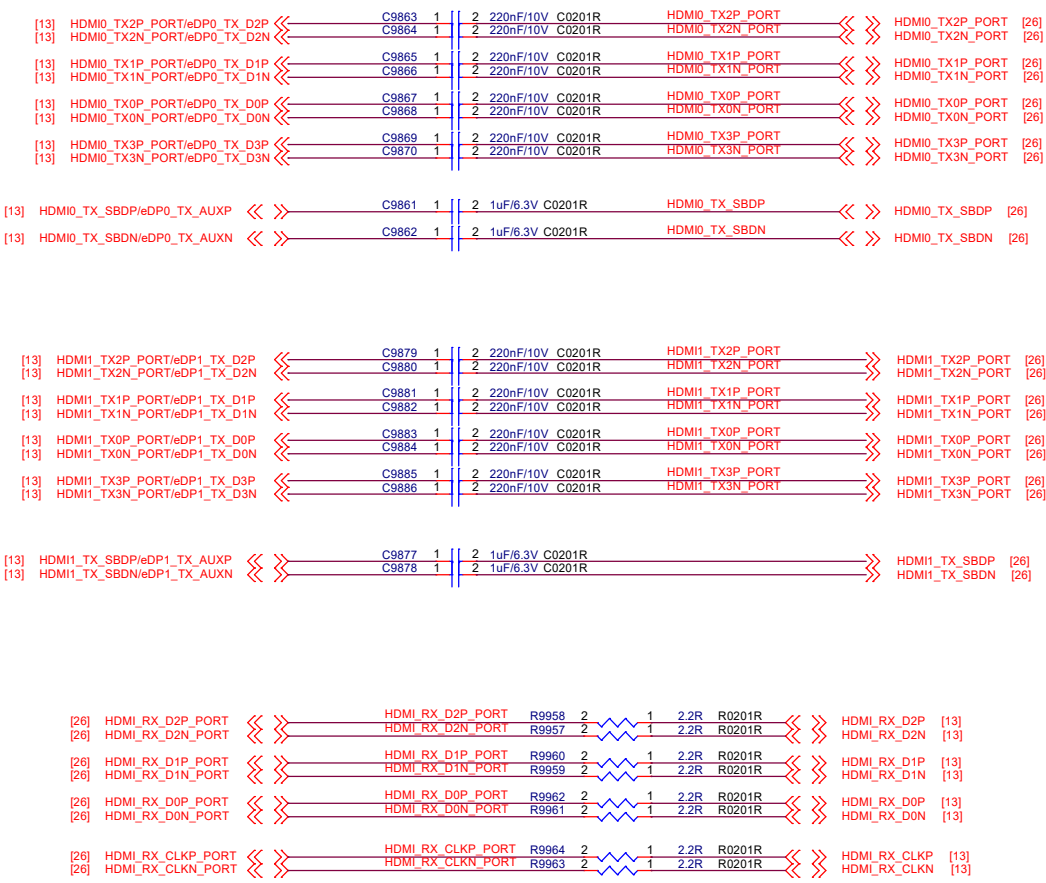 [13] HDMI0_TX2P_PORT/eDP0_TX_D2P C9863 1 2 220nF/10V C0201R HDMI0_TX2P_PORT HDMI0_TX2P_PORT [26]
[13] HDMI0_TX2N_PORT/eDP0_TX_D2N C9864 1 2 220nF/10V C0201R HDMI0_TX2N_PORT HDMI0_TX2N_PORT [26]
[13] HDMI0_TX1P_PORT/eDP0_TX_D1P C9865 1 2 220nF/10V C0201R HDMI0_TX1P_PORT HDMI0_TX1P_PORT [26]
[13] HDMI0_TX1N_PORT/eDP0_TX_D1N C9866 1 2 220nF/10V C0201R HDMI0_TX1N_PORT HDMI0_TX1N_PORT [26]
[13] HDMI0_TX0P_PORT/eDP0_TX_D0P C9867 1 2 220nF/10V C0201R HDMI0_TX0P_PORT HDMI0_TX0P_PORT [26]
[13] HDMI0_TX0N_PORT/eDP0_TX_D0N C9868 1 2 220nF/10V C0201R HDMI0_TX0N_PORT HDMI0_TX0N_PORT [26]
[13] HDMI0_TX3P_PORT/eDP0_TX_D3P C9869 1 2 220nF/10V C0201R HDMI0_TX3P_PORT HDMI0_TX3P_PORT [26]
[13] HDMI0_TX3N_PORT/eDP0_TX_D3N C9870 1 2 220nF/10V C0201R HDMI0_TX3N_PORT HDMI0_TX3N_PORT [26]
[13] HDMI0_TX_SBDP/eDP0_TX_AUXP C9861 1 2 1uF/6.3V C0201R HDMI0_TX_SBDP HDMI0_TX_SBDP [26]
[13] HDMI0_TX_SBDN/eDP0_TX_AUXN C9862 1 2 1uF/6.3V C0201R HDMI0_TX_SBDN HDMI0_TX_SBDN [26]
[13] HDMI1_TX2P_PORT/eDP1_TX_D2P C9879 1 2 220nF/10V C0201R HDMI1_TX2P_PORT HDMI1_TX2P_PORT [26]
[13] HDMI1_TX2N_PORT/eDP1_TX_D2N C9880 1 2 220nF/10V C0201R HDMI1_TX2N_PORT HDMI1_TX2N_PORT [26]
[13] HDMI1_TX1P_PORT/eDP1_TX_D1P C9881 1 2 220nF/10V C0201R HDMI1_TX1P_PORT HDMI1_TX1P_PORT [26]
[13] HDMI1_TX1N_PORT/eDP1_TX_D1N C9882 1 2 220nF/10V C0201R HDMI1_TX1N_PORT HDMI1_TX1N_PORT [26]
[13] HDMI1_TX0P_PORT/eDP1_TX_D0P C9883 1 2 220nF/10V C0201R HDMI1_TX0P_PORT HDMI1_TX0P_PORT [26]
[13] HDMI1_TX0N_PORT/eDP1_TX_D0N C9884 1 2 220nF/10V C0201R HDMI1_TX0N_PORT HDMI1_TX0N_PORT [26]
[13] HDMI1_TX3P_PORT/eDP1_TX_D3P C9885 1 2 220nF/10V C0201R HDMI1_TX3P_PORT HDMI1_TX3P_PORT [26]
[13] HDMI1_TX3N_PORT/eDP1_TX_D3N C9886 1 2 220nF/10V C0201R HDMI1_TX3N_PORT HDMI1_TX3N_PORT [26]
[13] HDMI1_TX_SBDP/eDP1_TX_AUXP C9877 1 2 1uF/6.3V C0201R HDMI1_TX_SBDP [26]
[13] HDMI1_TX_SBDN/eDP1_TX_AUXN C9878 1 2 1uF/6.3V C0201R HDMI1_TX_SBDN [26]
[26] HDMI_RX_D2P_PORT HDMI_RX_D2P_PORT R9958 2 1 2.2R R0201R HDMI_RX_D2P [13]
[26] HDMI_RX_D2N_PORT HDMI_RX_D2N_PORT R9957 2 1 2.2R R0201R HDMI_RX_D2N [13]
[26] HDMI_RX_D1P_PORT HDMI_RX_D1P_PORT R9960 2 1 2.2R R0201R HDMI_RX_D1P [13]
[26] HDMI_RX_D1N_PORT HDMI_RX_D1N_PORT R9959 2 1 2.2R R0201R HDMI_RX_D1N [13]
[26] HDMI_RX_D0P_PORT HDMI_RX_D0P_PORT R9962 2 1 2.2R R0201R HDMI_RX_D0P [13]
[26] HDMI_RX_D0N_PORT HDMI_RX_D0N_PORT R9961 2 1 2.2R R0201R HDMI_RX_D0N [13]
[26] HDMI_RX_CLKP_PORT HDMI_RX_CLKP_PORT R9964 2 1 2.2R R0201R HDMI_RX_CLKP [13]
[26] HDMI_RX_CLKN_PORT HDMI_RX_CLKN_PORT R9963 2 1 2.2R R0201R HDMI_RX_CLKN [13]